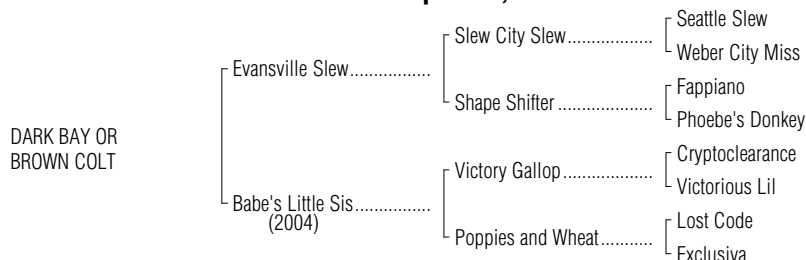 Seattle Slew
Slew City Slew..................
Weber City Miss
Evansville Slew.................
Fappiano
Shape Shifter ...................
Phoebe's Donkey
DARK BAY OR
BROWN COLT
Cryptoclearance
Victory Gallop ..................
Victorious Lil
Babe's Little Sis................
(2004)
Lost Code
Poppies and Wheat...........
Exclusiva